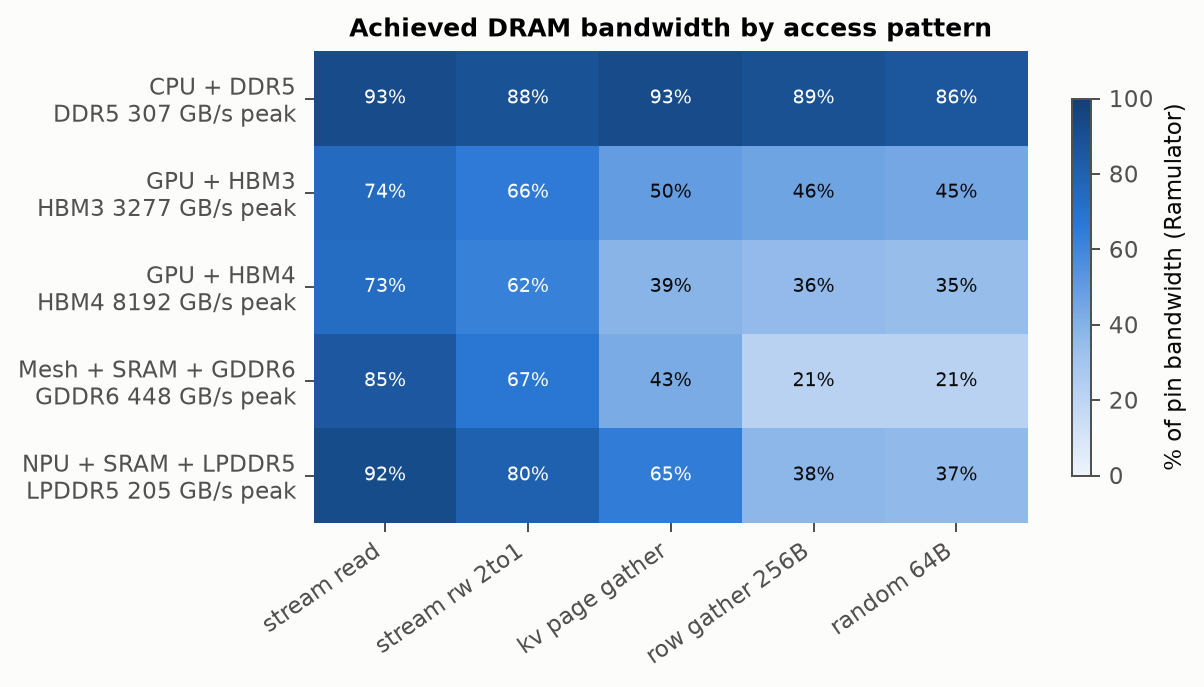 Achieved DRAM bandwidth by access pattern
CPU + DDR5
DDR5 307 GB/s peak
93% 88% 93% 89% 86%
GPU + HBM3
HBM3 3277 GB/s peak
74% 66% 50% 46% 45%
GPU + HBM4
HBM4 8192 GB/s peak
73% 62% 39% 36% 35%
Mesh + SRAM + GDDR6
GDDR6 448 GB/s peak
85% 67% 43% 21% 21%
NPU + SRAM + LPDDR5
LPDDR5 205 GB/s peak
92% 80% 65% 38% 37%
stream read
stream rw 2to1
kv page gather
row gather 256B
random 64B
100
80
60
40
20
0
% of pin bandwidth (Ramulator)